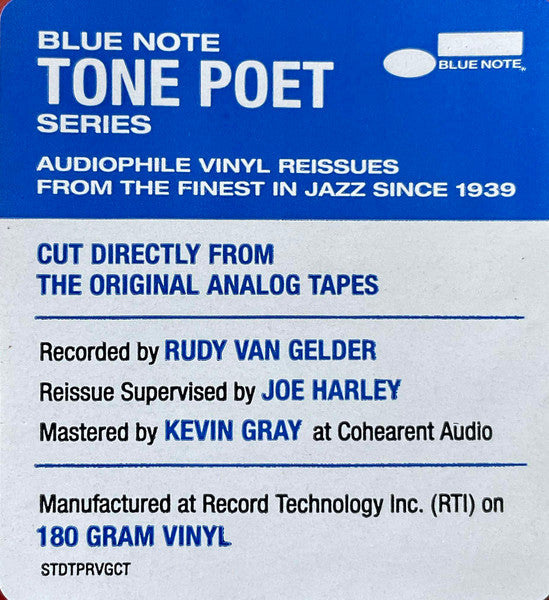 BLUE NOTE
TONE POET
SERIES
BLUE NOTE
AUDIOPHILE VINYL REISSUES
FROM THE FINEST IN JAZZ SINCE 1939
CUT DIRECTLY FROM
THE ORIGINAL ANALOG TAPES
Recorded by RUDY VAN GELDER
Reissue Supervised by JOE HARLEY
Mastered by KEVIN GRAY at Cohearent Audio
Manufactured at Record Technology Inc. (RTI) on
180 GRAM VINYL
STDTPRVGCT